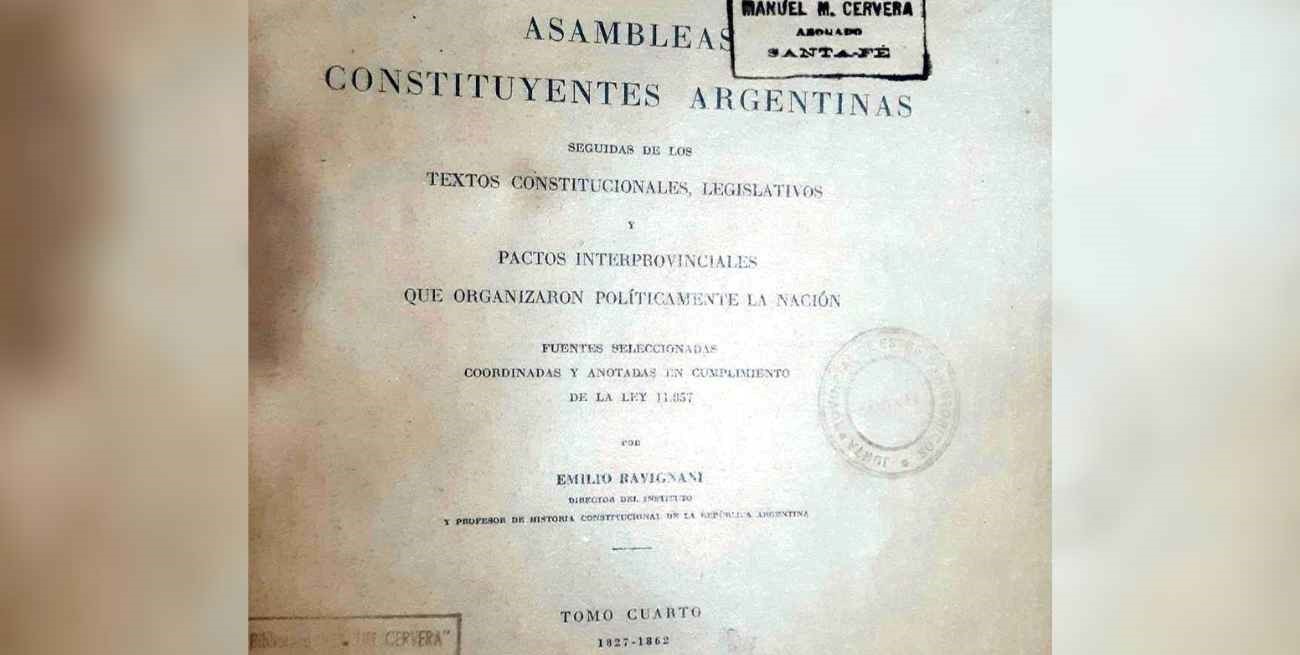 MANUEL M. CERVERA
ABOGADO
SANTA-FÉ
ASAMBLEAS
CONSTITUYENTES ARGENTINAS
SEGUIDAS DE LOS
TEXTOS CONSTITUCIONALES, LEGISLATIVOS
Y
PACTOS INTERPROVINCIALES
QUE ORGANIZARON POLÍTICAMENTE LA NACIÓN
FUENTES SELECCIONADAS
COORDINADAS Y ANOTADAS EN CUMPLIMIENTO
DE LA LEY 11.857
POR
EMILIO RAVIGNANI
DIRECTOR DEL INSTITUTO
Y PROFESOR DE HISTORIA CONSTITUCIONAL DE LA REPÚBLICA ARGENTINA
JUNTA
TOMO CUARTO
1827-1862
CERVERA"